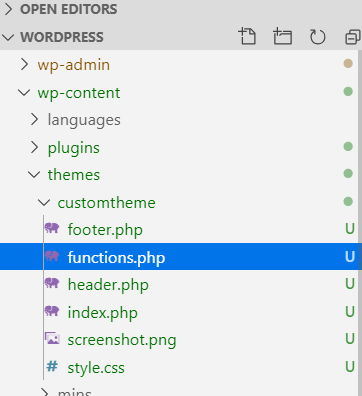 OPEN EDITORS
WORDPRESS
wp-admin
wp-content
languages
plugins
themes
customtheme
footer.php U
functions.php U
header.php U
index.php U
screenshot.png U
# style.css U
mins